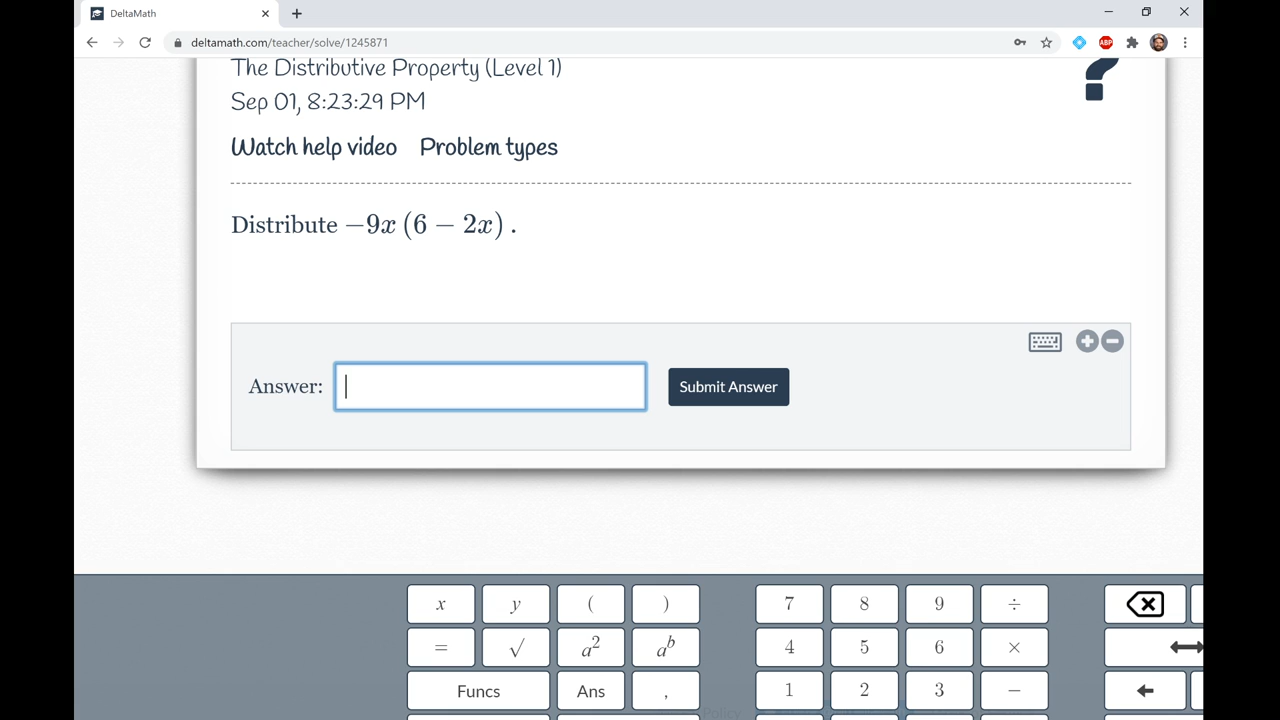 DeltaMath
deltamath.com/teacher/solve/1245871
ABP
The Distributive Property (Level 1)
Sep 01, 8:23:29 PM
?
Watch help video Problem types
Distribute −9x (6 − 2x) .
Answer: Submit Answer
x y ( ) 7 8 9 ÷
= √ a² aᵇ 4 5 6 ×
Funcs Ans , 1 2 3 −
Policy